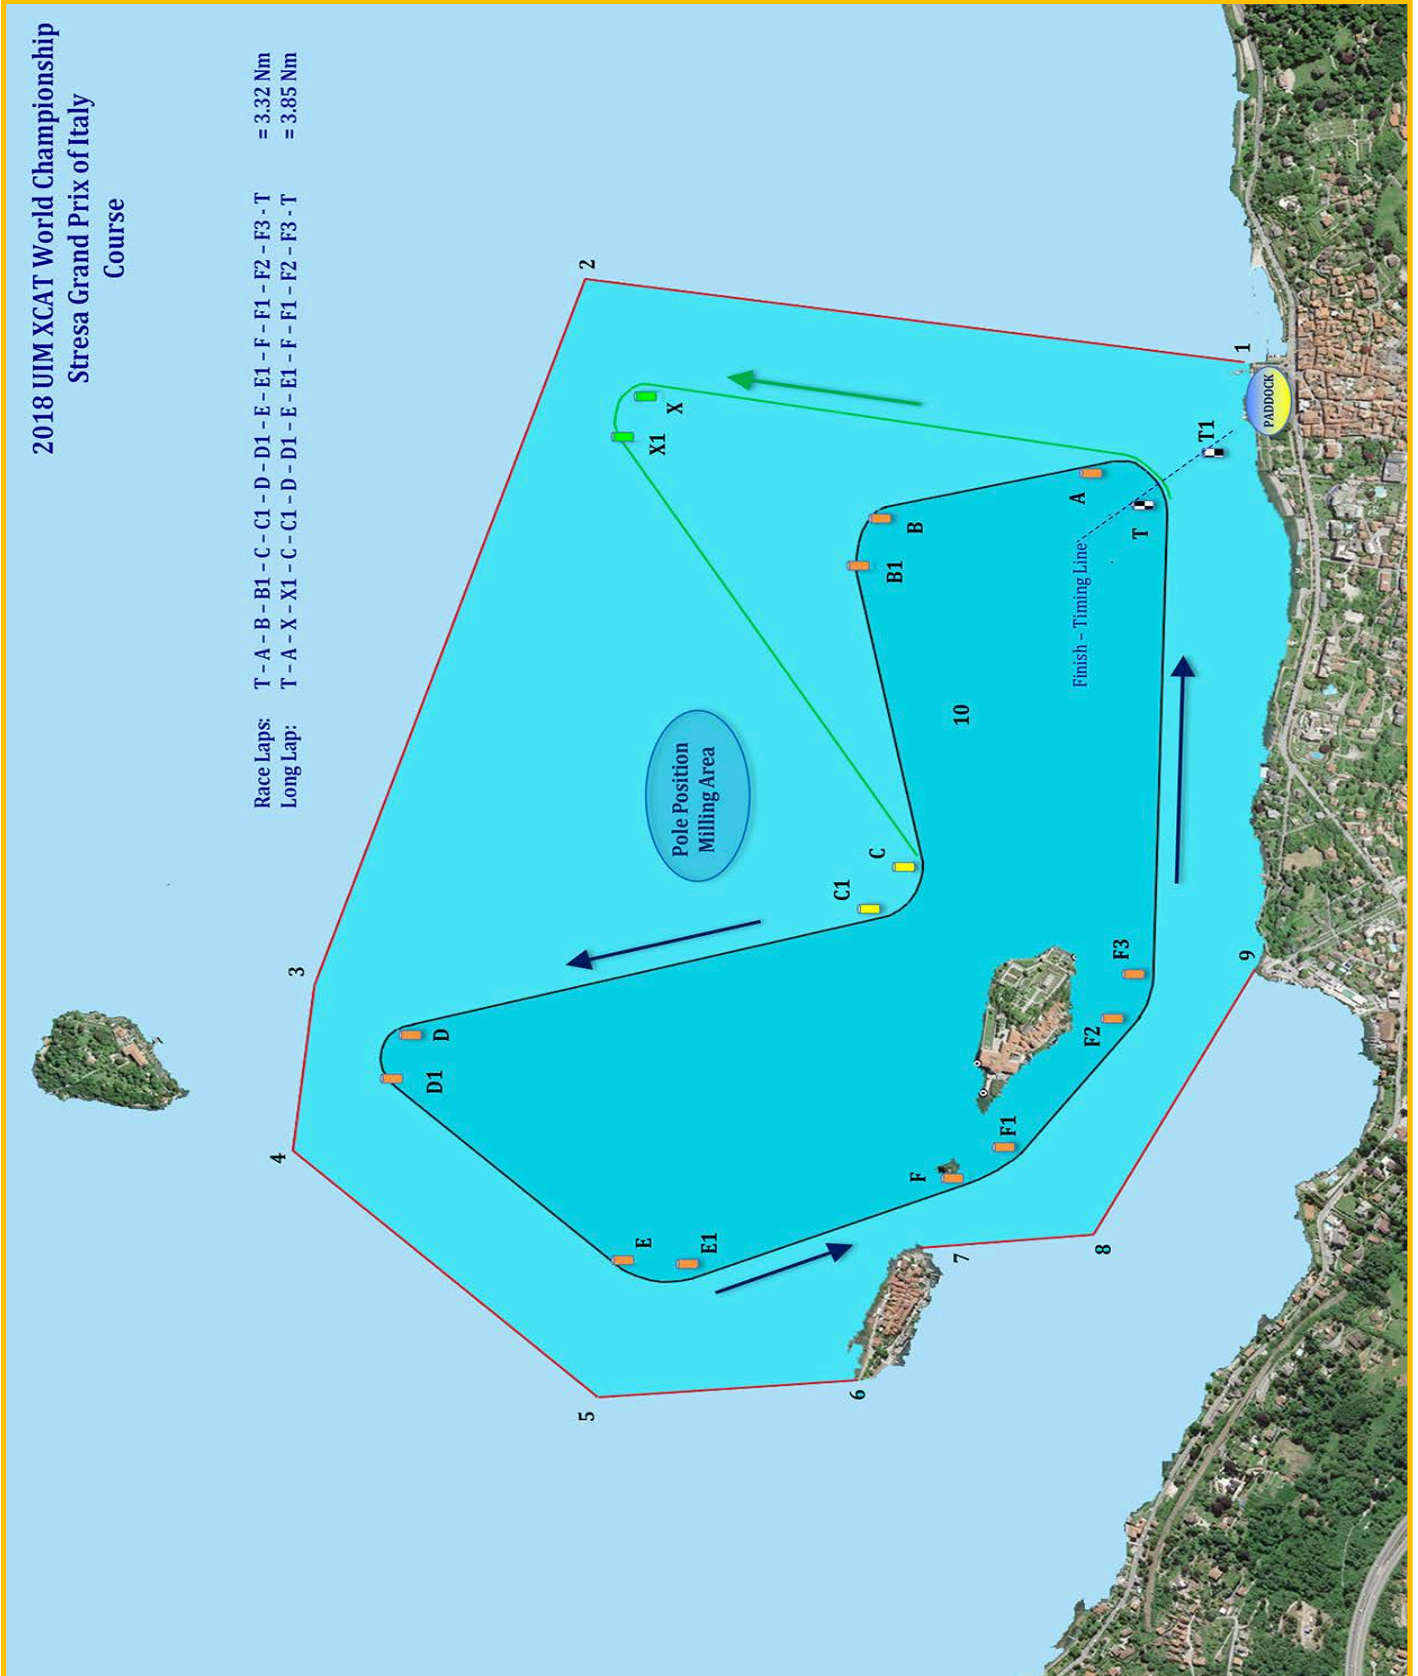 2018 UIM XCAT World Championship
Stresa Grand Prix of Italy
Course
Race Laps: T - A – B – B1 – C – C1 – D – D1 – E – E1 – F – F1 – F2 – F3 - T = 3.32 Nm
Long Lap: T - A – X – X1 – C – C1 – D – D1 – E – E1 – F – F1 – F2 – F3 - T = 3.85 Nm
4
3
2
5
D1
D
X1
X
Pole Position
Milling Area
E
E1
C1
C
B1
B
6
7
F
F1
10
A
8
F2
F3
T
Finish – Timing Line
T1
9
1
PADDOCK